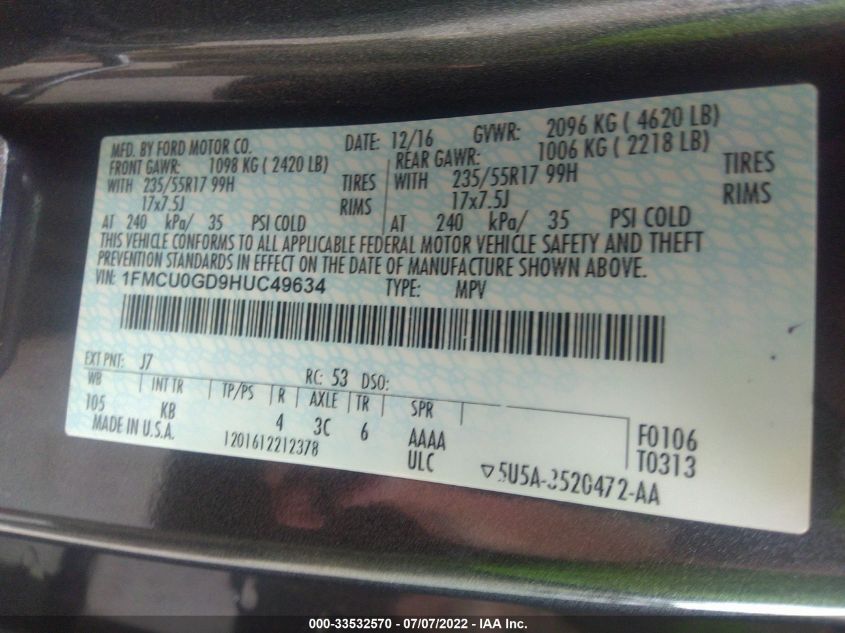 MFD. BY FORD MOTOR CO. DATE: 12/16 GVWR: 2096 KG ( 4620 LB)
FRONT GAWR: 1098 KG ( 2420 LB) REAR GAWR: 1006 KG ( 2218 LB)
WITH 235/55R17 99H TIRES WITH 235/55R17 99H TIRES
17x7.5J RIMS 17x7.5J RIMS
AT 240 kPa/ 35 PSI COLD AT 240 kPa/ 35 PSI COLD
THIS VEHICLE CONFORMS TO ALL APPLICABLE FEDERAL MOTOR VEHICLE SAFETY AND THEFT
PREVENTION STANDARDS IN EFFECT ON THE DATE OF MANUFACTURE SHOWN ABOVE.
VIN: 1FMCU0GD9HUC49634 TYPE: MPV
EXT PNT: J7 RC: 53 DSO:
WB INT TR TP/PS R AXLE TR SPR
105 KB 4 3C 6 AAAA F0106
MADE IN U.S.A. 1201612212378 ULC T0313
▽5U5A-3520472-AA
000-33532570 - 07/07/2022 - IAA Inc.